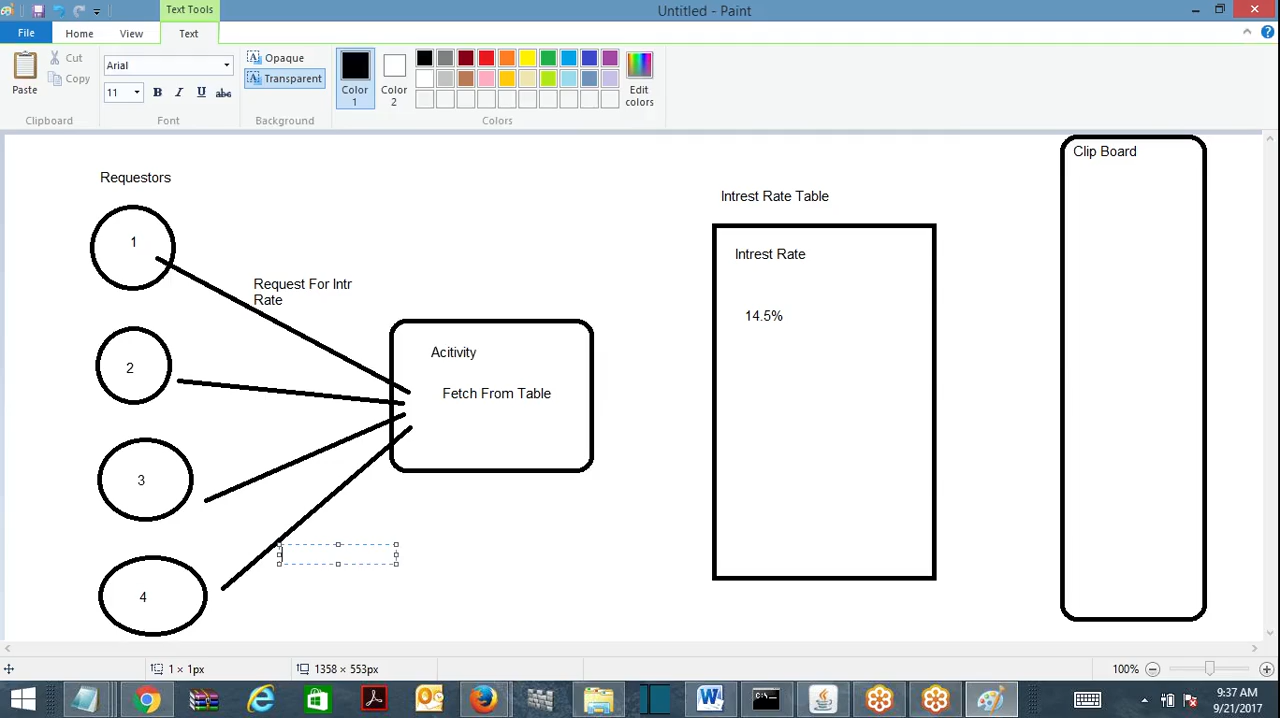 Text Tools
Untitled - Paint
File
Home
View
Text
Paste
Cut
Copy
Clipboard
Arial
11
B I U abc
Font
Opaque
Transparent
Background
Color
1
Color
2
Edit
colors
Colors
Requestors
1
2
3
4
Request For Intr
Rate
Acitivity
Fetch From Table
Intrest Rate Table
Intrest Rate
14.5%
Clip Board
1 × 1px
1358 × 553px
100%
9:37 AM
9/21/2017